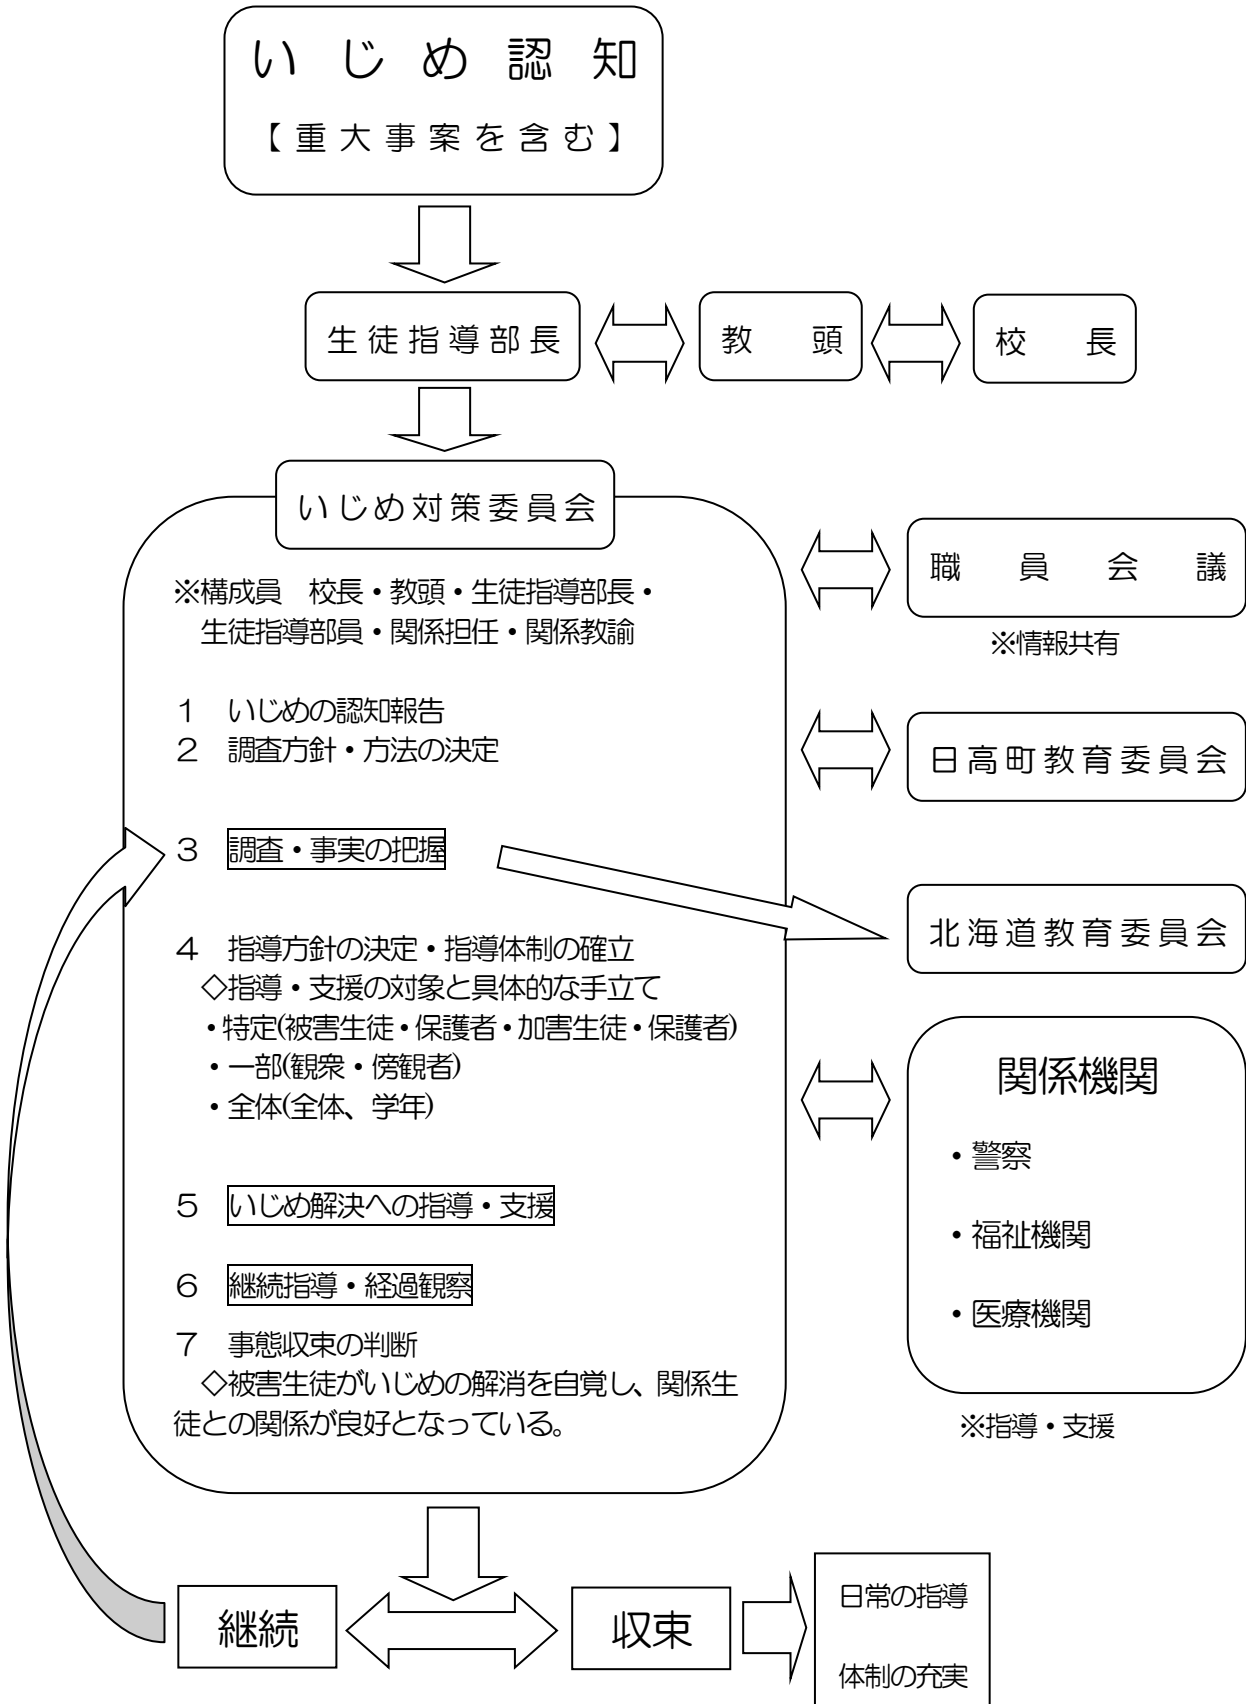 いじめ認知
【重大事案を含む】
生徒指導部長
教頭
校長
いじめ対策委員会
※構成員　校長・教頭・生徒指導部長・
生徒指導部員・関係担任・関係教諭
１　いじめの認知報告
２　調査方針・方法の決定
３　調査・事実の把握
４　指導方針の決定・指導体制の確立
◇指導・支援の対象と具体的な手立て
・特定(被害生徒・保護者・加害生徒・保護者)
・一部(観衆・傍観者)
・全体(全体、学年)
５　いじめ解決への指導・支援
６　継続指導・経過観察
７　事態収束の判断
◇被害生徒がいじめの解消を自覚し、関係生
徒との関係が良好となっている。
職員会議
※情報共有
日高町教育委員会
北海道教育委員会
関係機関
・警察
・福祉機関
・医療機関
※指導・支援
継続
収束
日常の指導
体制の充実